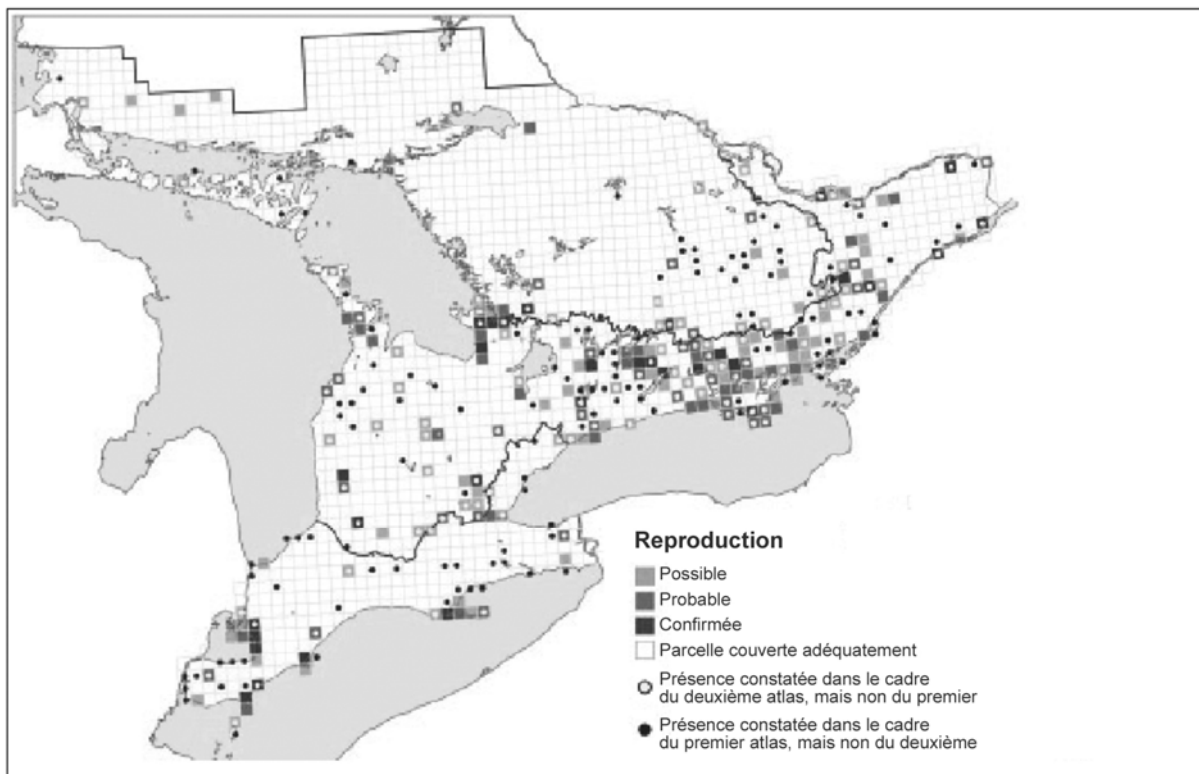 Reproduction
Possible
Probable
Confirmée
Parcelle couverte adéquatement
Présence constatée dans le cadre
du deuxième atlas, mais non du premier
Présence constatée dans le cadre
du premier atlas, mais non du deuxième